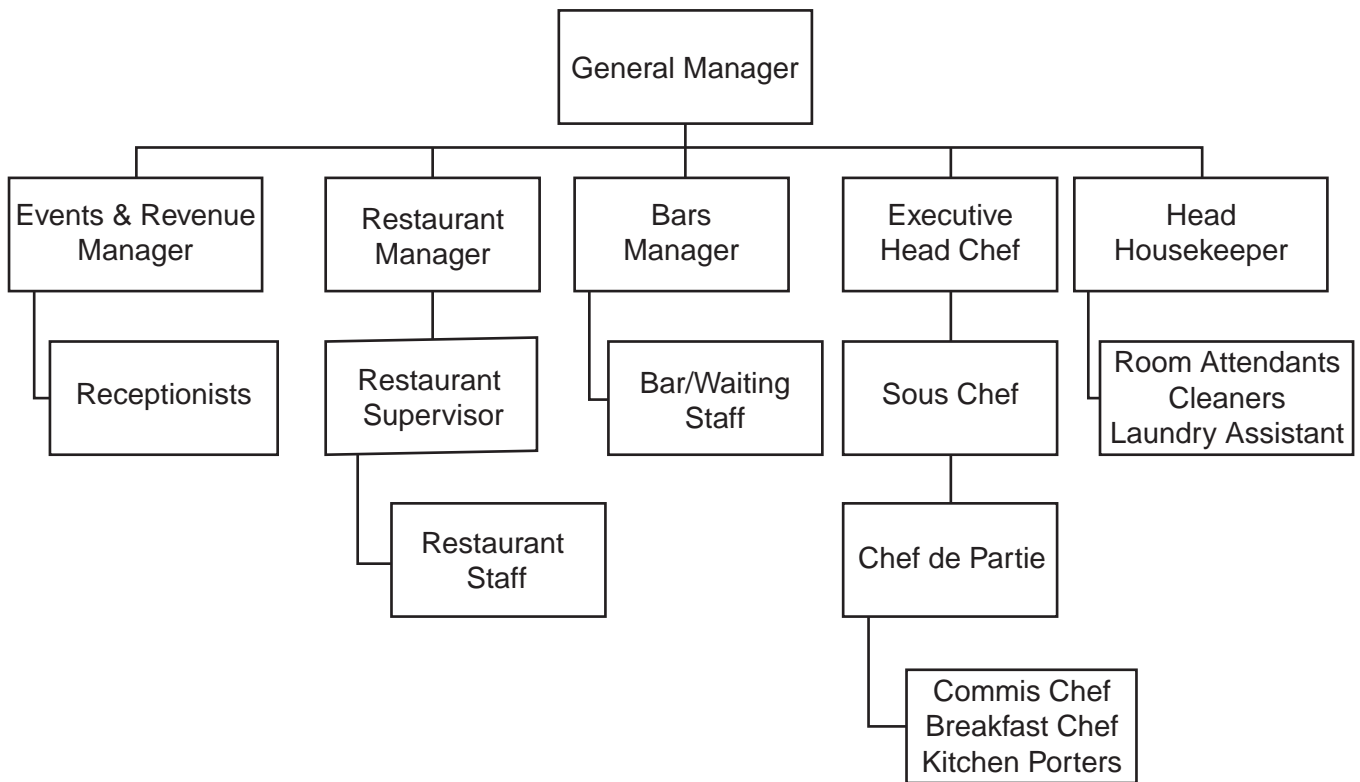 General Manager
Events & Revenue
Manager
Restaurant
Manager
Bars
Manager
Executive
Head Chef
Head
Housekeeper
Receptionists
Restaurant
Supervisor
Bar/Waiting
Staff
Sous Chef
Room Attendants
Cleaners
Laundry Assistant
Restaurant
Staff
Chef de Partie
Commis Chef
Breakfast Chef
Kitchen Porters